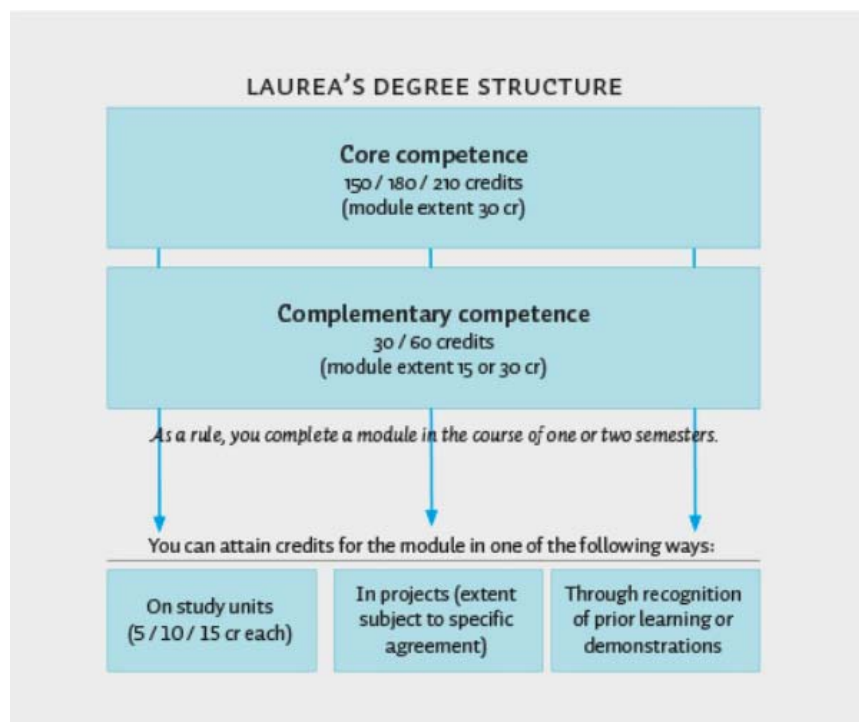 LAUREA'S DEGREE STRUCTURE
Core competence
150 / 180 / 210 credits
(module extent 30 cr)
Complementary competence
30 / 60 credits
(module extent 15 or 30 cr)
As a rule, you complete a module in the course of one or two semesters.
You can attain credits for the module in one of the following ways:
On study units
(5 / 10 / 15 cr each)
In projects (extent
subject to specific
agreement)
Through recognition
of prior learning or
demonstrations